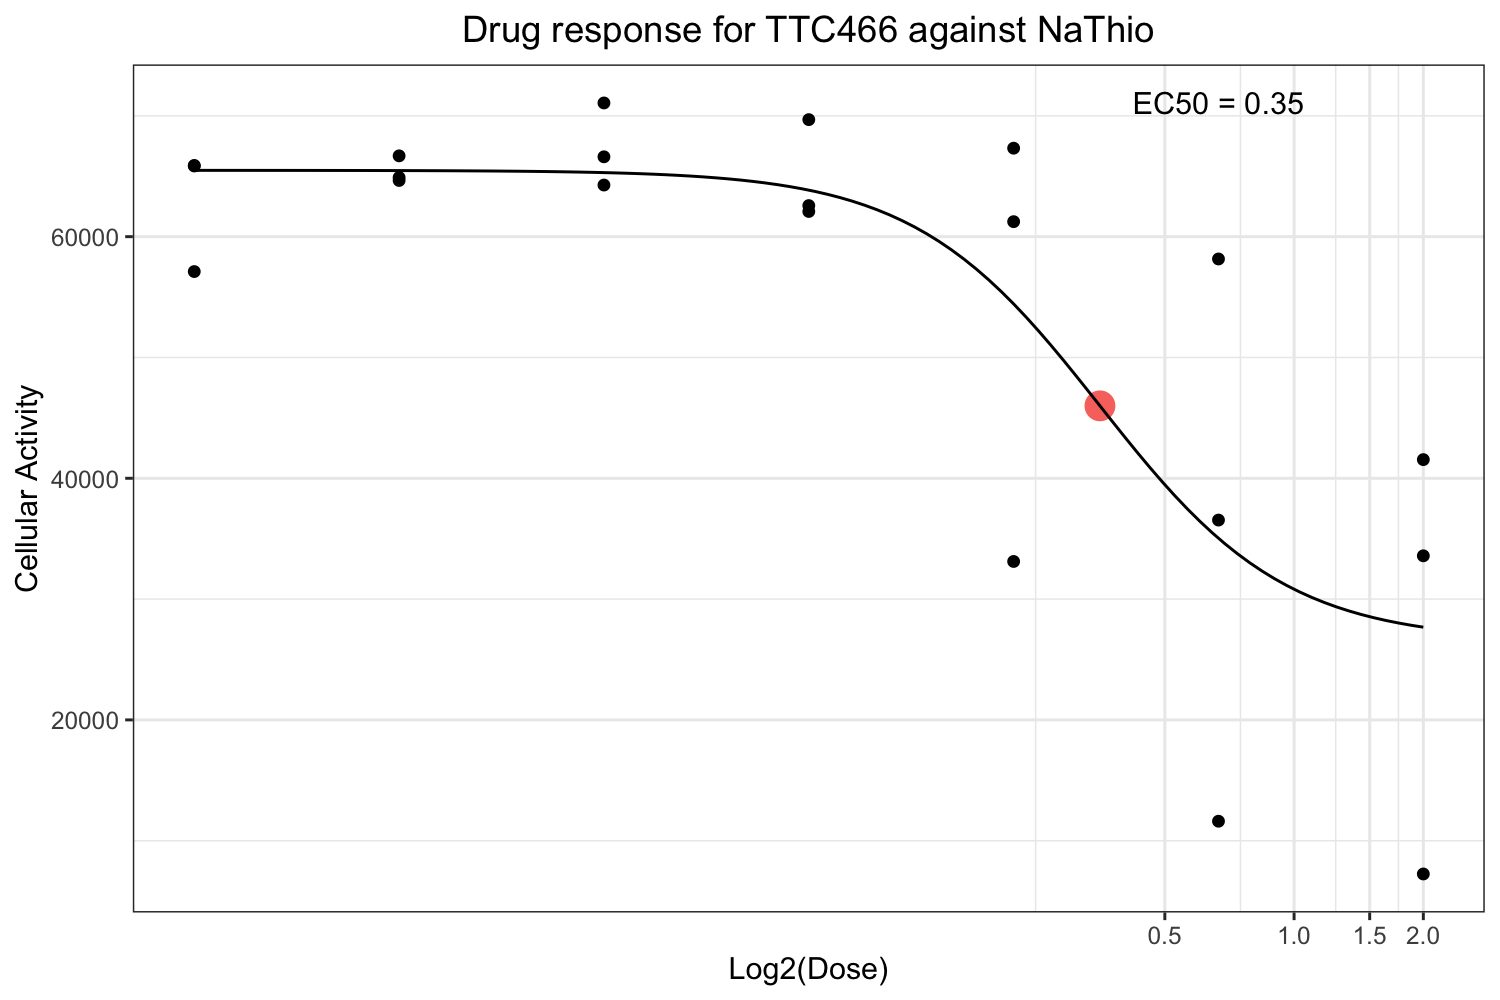 Drug response for TTC466 against NaThio
EC50 = 0.35
Cellular Activity
60000
40000
20000
0.5
1.0
1.5
2.0
Log2(Dose)